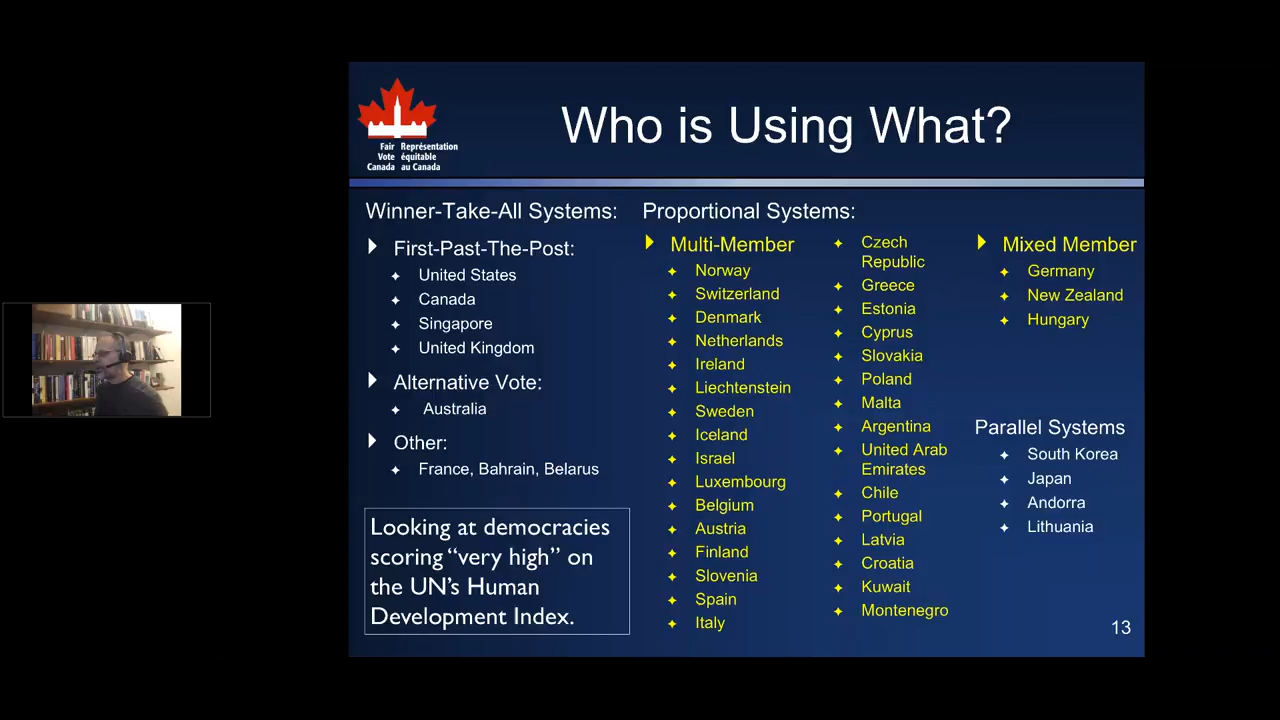 Who is Using What?
Fair Représentation
Vote équitable
Canada au Canada
Winner-Take-All Systems:
First-Past-The-Post:
United States
Canada
Singapore
United Kingdom
Alternative Vote:
Australia
Other:
France, Bahrain, Belarus
Looking at democracies
scoring “very high” on
the UN’s Human
Development Index.
Proportional Systems:
Multi-Member
Norway
Switzerland
Denmark
Netherlands
Ireland
Liechtenstein
Sweden
Iceland
Israel
Luxembourg
Belgium
Austria
Finland
Slovenia
Spain
Italy
Czech
Republic
Greece
Estonia
Cyprus
Slovakia
Poland
Malta
Argentina
United Arab
Emirates
Chile
Portugal
Latvia
Croatia
Kuwait
Montenegro
Mixed Member
Germany
New Zealand
Hungary
Parallel Systems
South Korea
Japan
Andorra
Lithuania
13